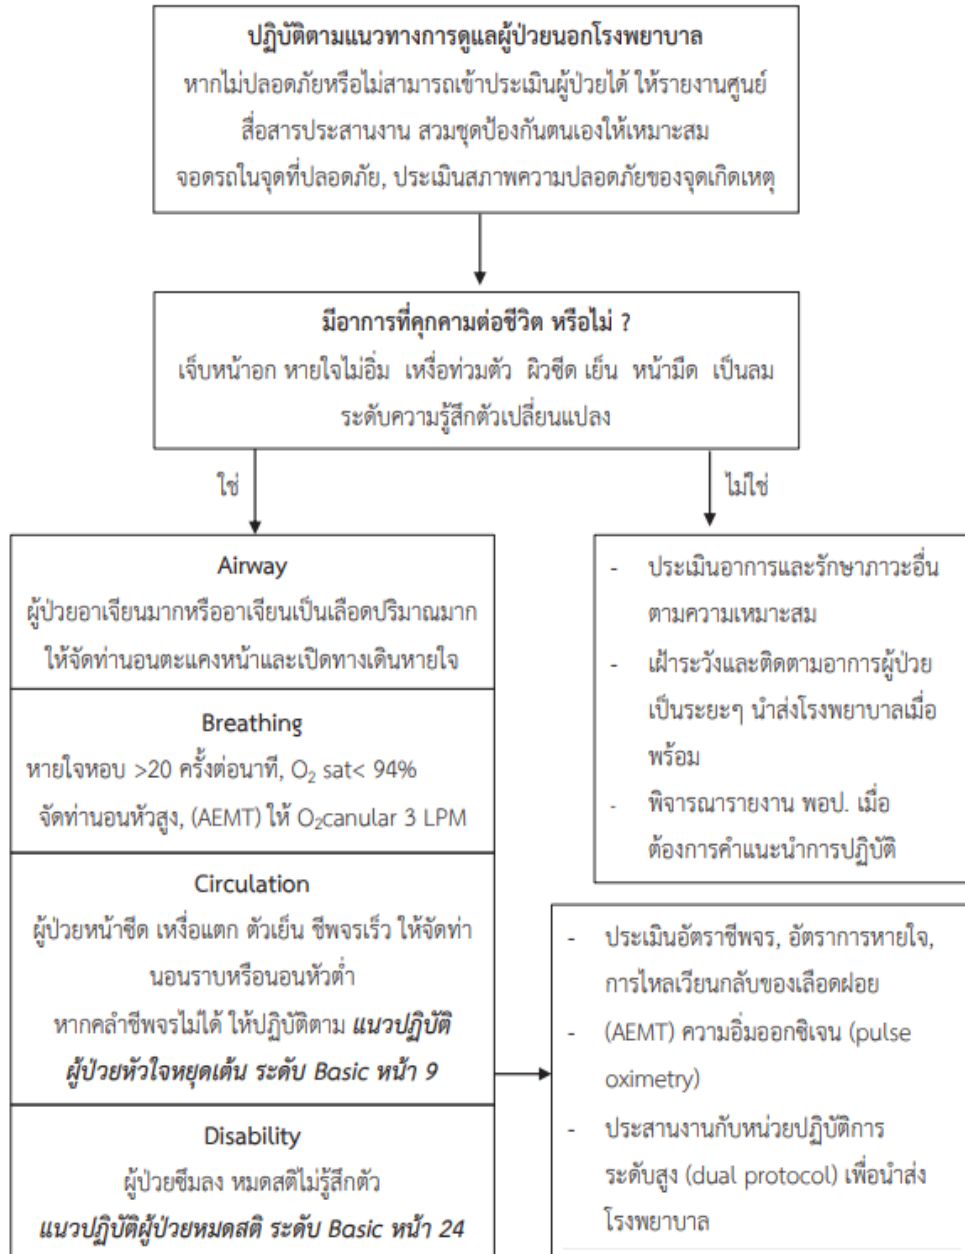 ปฏิบัติตามแนวทางการดูแลผู้ป่วยนอกโรงพยาบาล
หากไม่ปลอดภัยหรือไม่สามารถเข้าประเมินผู้ป่วยได้ ให้รายงานศูนย์
สื่อสารประสานงาน สวมชุดป้องกันตนเองให้เหมาะสม
จอดรถในจุดที่ปลอดภัย, ประเมินสภาพความปลอดภัยของจุดเกิดเหตุ
มีอาการที่คุกคามต่อชีวิต หรือไม่ ?
เจ็บหน้าอก หายใจไม่อิ่ม เหงื่อท่วมตัว ผิวซีด เย็น หน้ามืด เป็นลม
ระดับความรู้สึกตัวเปลี่ยนแปลง
ใช่
ไม่ใช่
Airway
ผู้ป่วยอาเจียนมากหรืออาเจียนเป็นเลือดปริมาณมาก
ให้จัดท่านอนตะแคงหน้าและเปิดทางเดินหายใจ
Breathing
หายใจหอบ >20 ครั้งต่อนาที, O₂ sat< 94%
จัดท่านอนหัวสูง, (AEMT) ให้ O₂canular 3 LPM
Circulation
ผู้ป่วยหน้าซีด เหงื่อแตก ตัวเย็น ชีพจรเร็ว ให้จัดท่า
นอนราบหรือนอนหัวต่ำ
หากคลำชีพจรไม่ได้ ให้ปฏิบัติตาม แนวปฏิบัติ
ผู้ป่วยหัวใจหยุดเต้น ระดับ Basic หน้า 9
Disability
ผู้ป่วยซึมลง หมดสติไม่รู้สึกตัว
แนวปฏิบัติผู้ป่วยหมดสติ ระดับ Basic หน้า 24
- ประเมินอาการและรักษาภาวะอื่น
ตามความเหมาะสม
- เฝ้าระวังและติดตามอาการผู้ป่วย
เป็นระยะๆ นำส่งโรงพยาบาลเมื่อ
พร้อม
- พิจารณารายงาน พอป. เมื่อ
ต้องการคำแนะนำการปฏิบัติ
- ประเมินอัตราชีพจร, อัตราการหายใจ,
การไหลเวียนกลับของเลือดฝอย
- (AEMT) ความอิ่มออกซิเจน (pulse
oximetry)
- ประสานงานกับหน่วยปฏิบัติการ
ระดับสูง (dual protocol) เพื่อนำส่ง
โรงพยาบาล